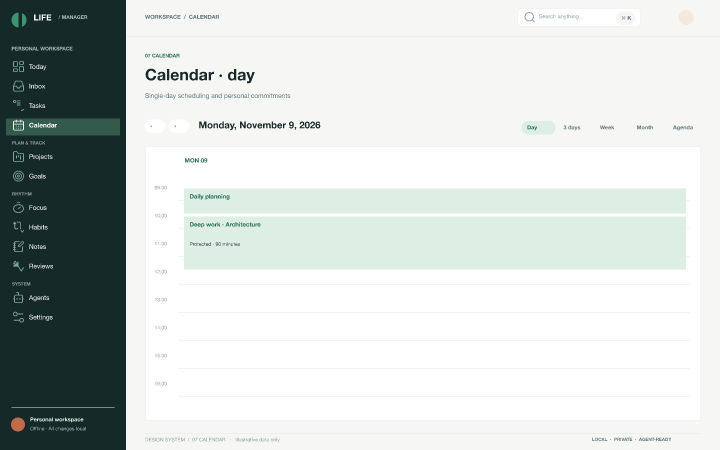 LIFE / MANAGER
PERSONAL WORKSPACE
Today
Inbox
Tasks
Calendar
PLAN & TRACK
Projects
Goals
RHYTHM
Focus
Habits
Notes
Reviews
SYSTEM
Agents
Settings
Personal workspace
Offline · All changes local
WORKSPACE / CALENDAR
Search anything...
⌘ K
07 CALENDAR
Calendar · day
Single-day scheduling and personal commitments
Monday, November 9, 2026
Day
3 days
Week
Month
Agenda
MON 09
09:00
Daily planning
10:00
Deep work · Architecture
11:00
Protected · 90 minutes
12:00
13:00
14:00
15:00
16:00
DESIGN SYSTEM / 07 CALENDAR · Illustrative data only
LOCAL · PRIVATE · AGENT-READY